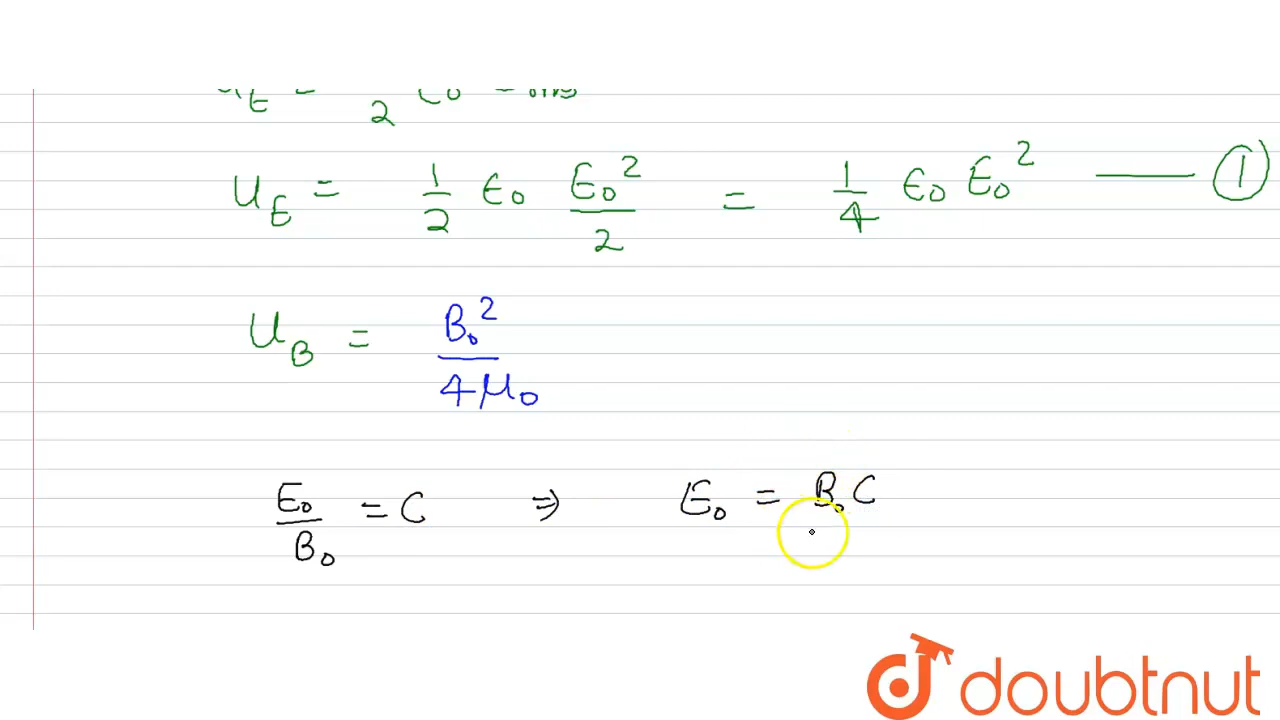 2
u_E = 1/2 ε₀ E₀²/2 = 1/4 ε₀ E₀² —— ①
u_B = B₀²/4μ₀
E₀/B₀ = C ⇒ E₀ = B₀C
doubtnut